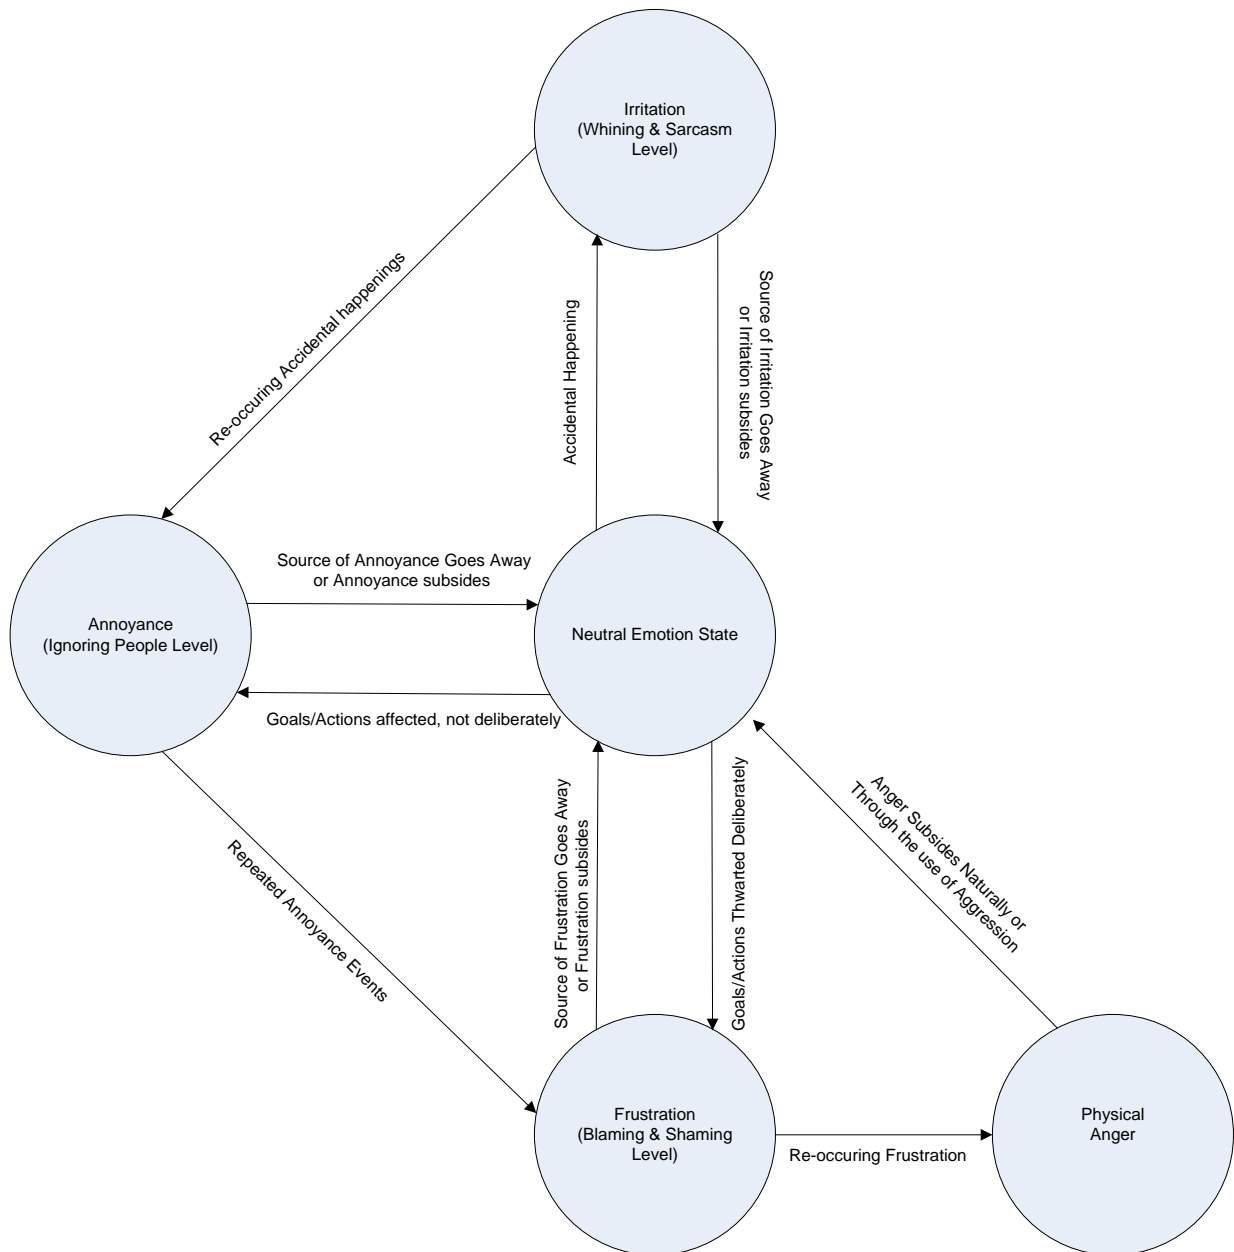 Irritation
(Whining & Sarcasm
Level)
Re-occuring Accidental happenings
Accidental Happening
Source of Irritation Goes Away
or Irritation subsides
Source of Annoyance Goes Away
or Annoyance subsides
Annoyance
(Ignoring People Level)
Neutral Emotion State
Goals/Actions affected, not deliberately
Repeated Annoyance Events
Source of Frustration Goes Away
or Frustration subsides
Goals/Actions Thwarted Deliberately
Anger Subsides Naturally or
Through the use of Aggression
Frustration
(Blaming & Shaming
Level)
Re-occuring Frustration
Physical
Anger